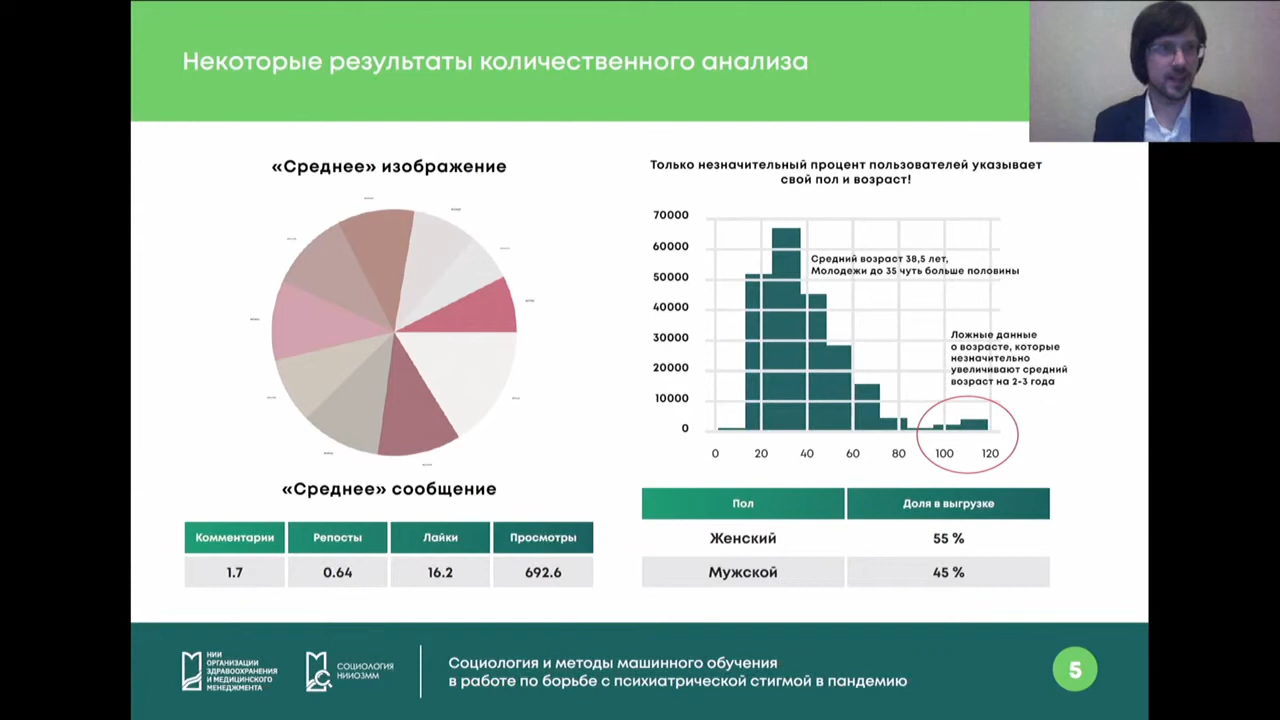 Некоторые результаты количественного анализа
«Среднее» изображение
«Среднее» сообщение
Комментарии Репосты Лайки Просмотры
1.7 0.64 16.2 692.6
Только незначительный процент пользователей указывает
свой пол и возраст!
70000
60000
50000
40000
30000
20000
10000
0
0 20 40 60 80 100 120
Средний возраст 38,5 лет,
Молодежи до 35 чуть больше половины
Ложные данные
о возрасте, которые
незначительно
увеличивают средний
возраст на 2-3 года
Пол Доля в выгрузке
Женский 55 %
Мужской 45 %
НИИ
ОРГАНИЗАЦИИ
ЗДРАВООХРАНЕНИЯ
И МЕДИЦИНСКОГО
МЕНЕДЖМЕНТА
СОЦИОЛОГИЯ
НИИОЗММ
Социология и методы машинного обучения
в работе по борьбе с психиатрической стигмой в пандемию
5